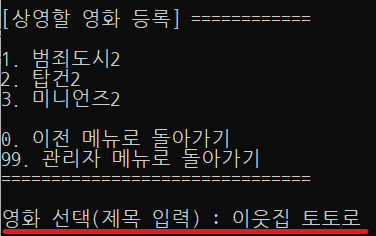 [상영할 영화 등록] ============
1. 범죄도시2
2. 탑건2
3. 미니언즈2
0. 이전 메뉴로 돌아가기
99. 관리자 메뉴로 돌아가기
===============================
영화 선택(제목 입력) : 이웃집 토토로